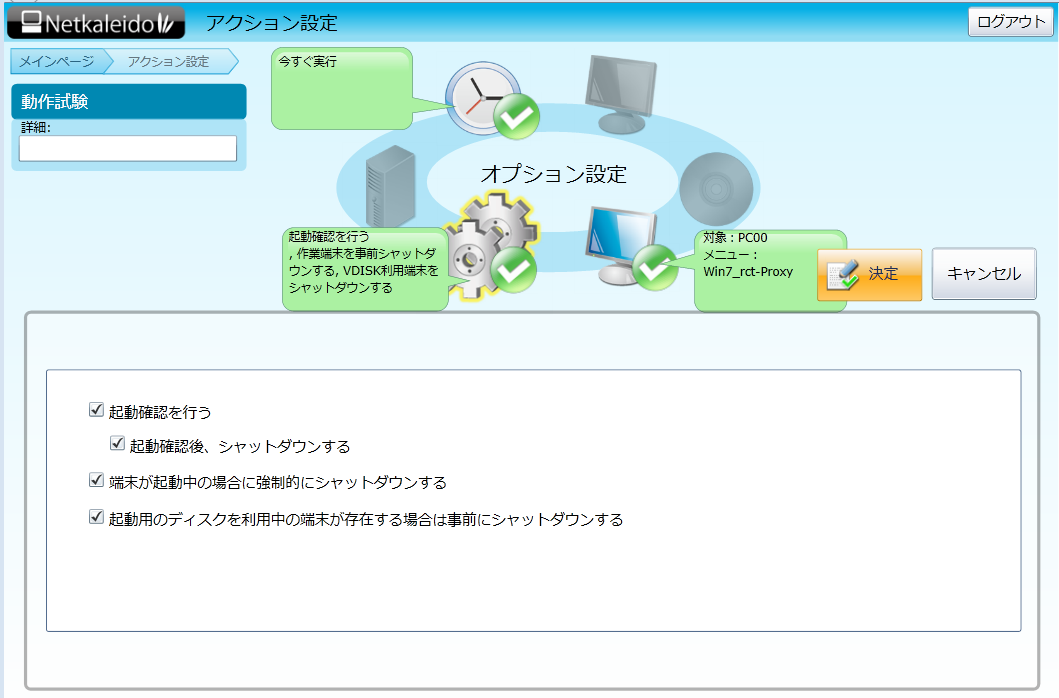 Netkaleido
アクション設定
ログアウト
メインページ
アクション設定
動作試験
詳細:
今すぐ実行
オプション設定
起動確認を行う
, 作業端末を事前シャットダ
ウンする, VDISK利用端末を
シャットダウンする
対象：PC00
メニュー：
Win7_rct-Proxy
決定
キャンセル
起動確認を行う
起動確認後、シャットダウンする
端末が起動中の場合に強制的にシャットダウンする
起動用のディスクを利用中の端末が存在する場合は事前にシャットダウンする